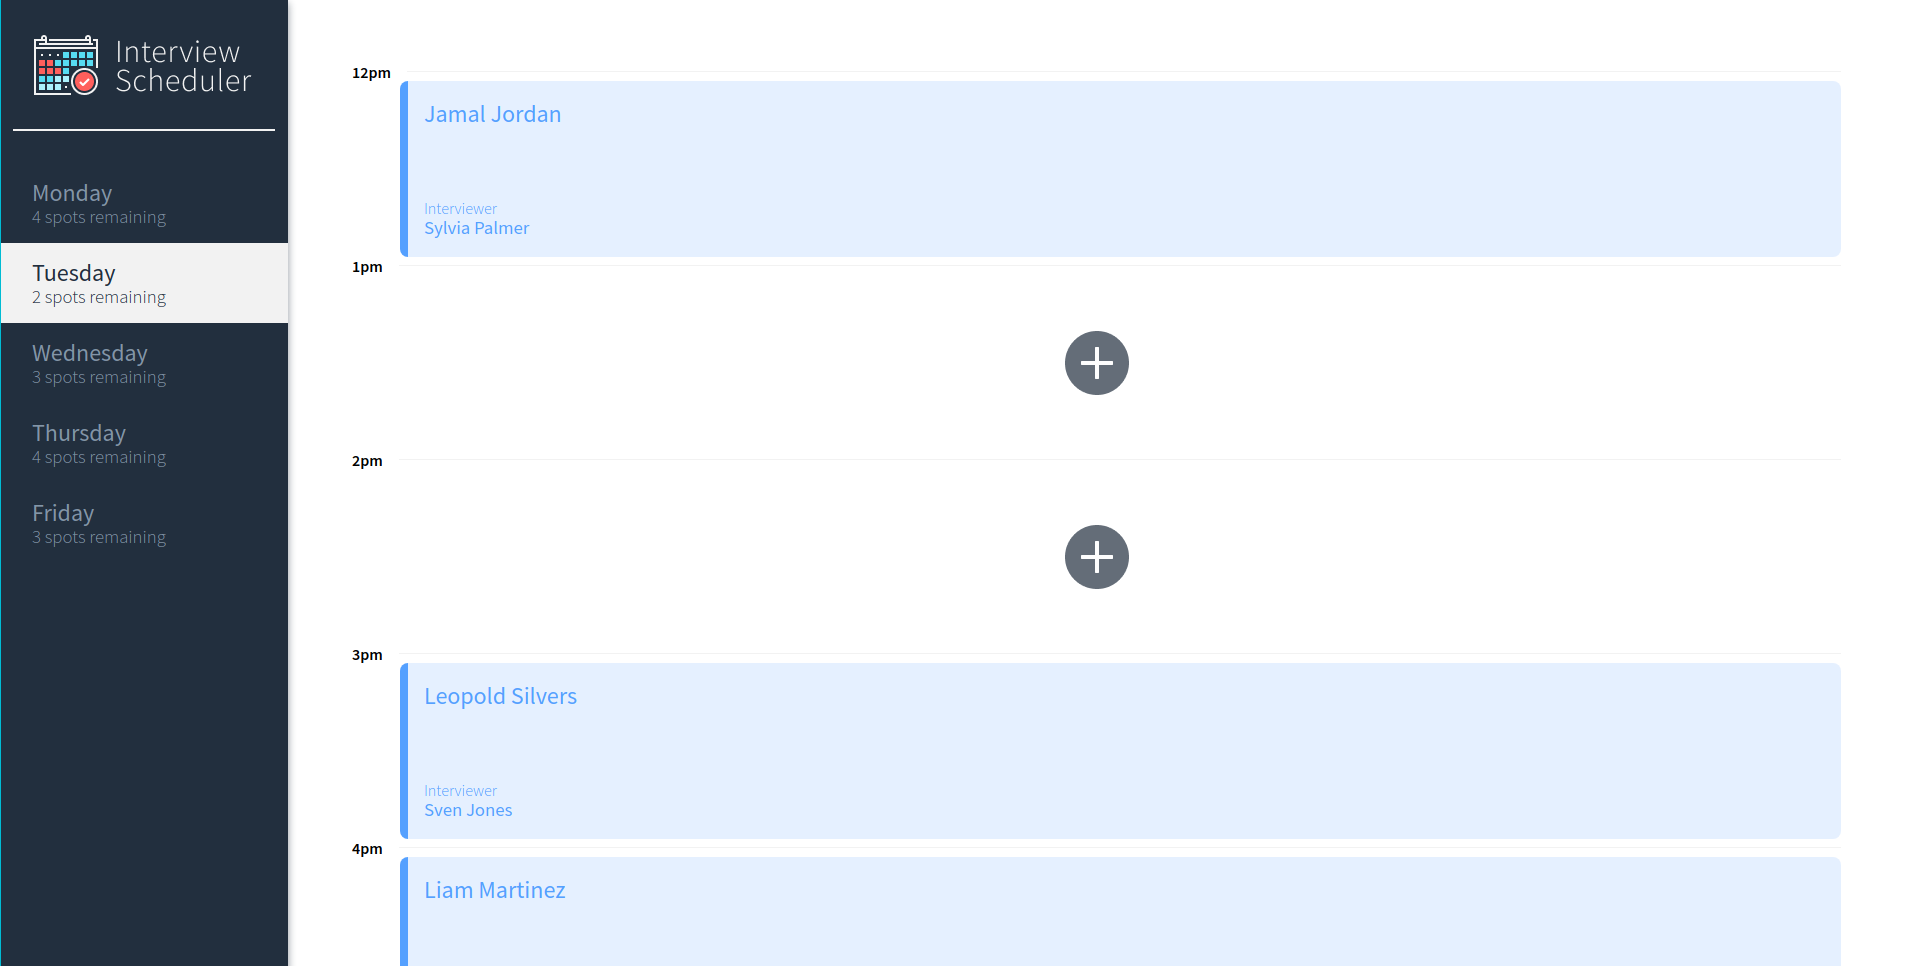 Interview
Scheduler
Monday
4 spots remaining
Tuesday
2 spots remaining
Wednesday
3 spots remaining
Thursday
4 spots remaining
Friday
3 spots remaining
12pm
Jamal Jordan
Interviewer
Sylvia Palmer
1pm
2pm
3pm
Leopold Silvers
Interviewer
Sven Jones
4pm
Liam Martinez